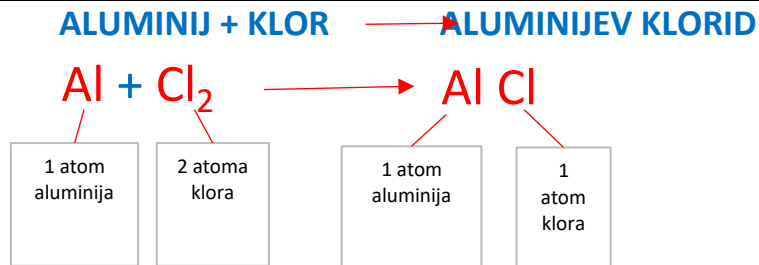 ALUMINIJ + KLOR ALUMINIJEV KLORID
Al + Cl₂ Al Cl
1 atom
aluminija
2 atoma
klora
1 atom
aluminija
1
atom
klora